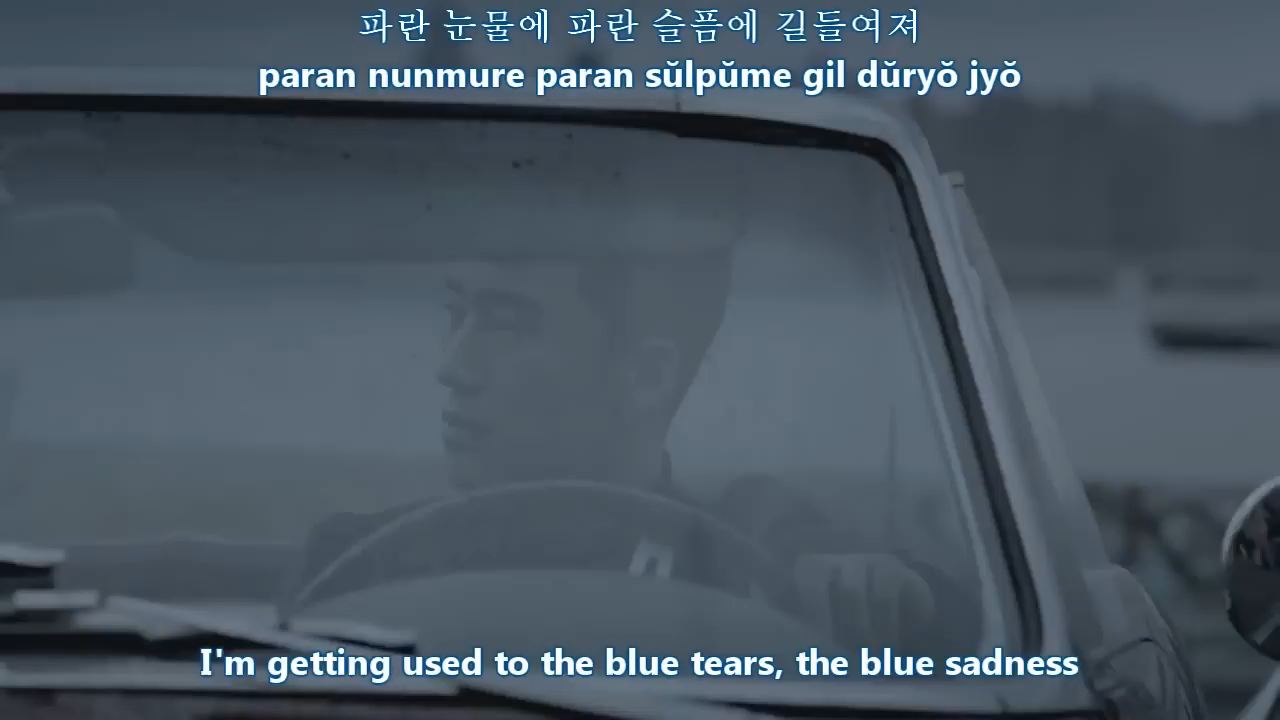 파란 눈물에 파란 슬픔에 길들여져
paran nunmure paran sŭlpŭme gil dŭryŏ jyŏ
I'm getting used to the blue tears, the blue sadness